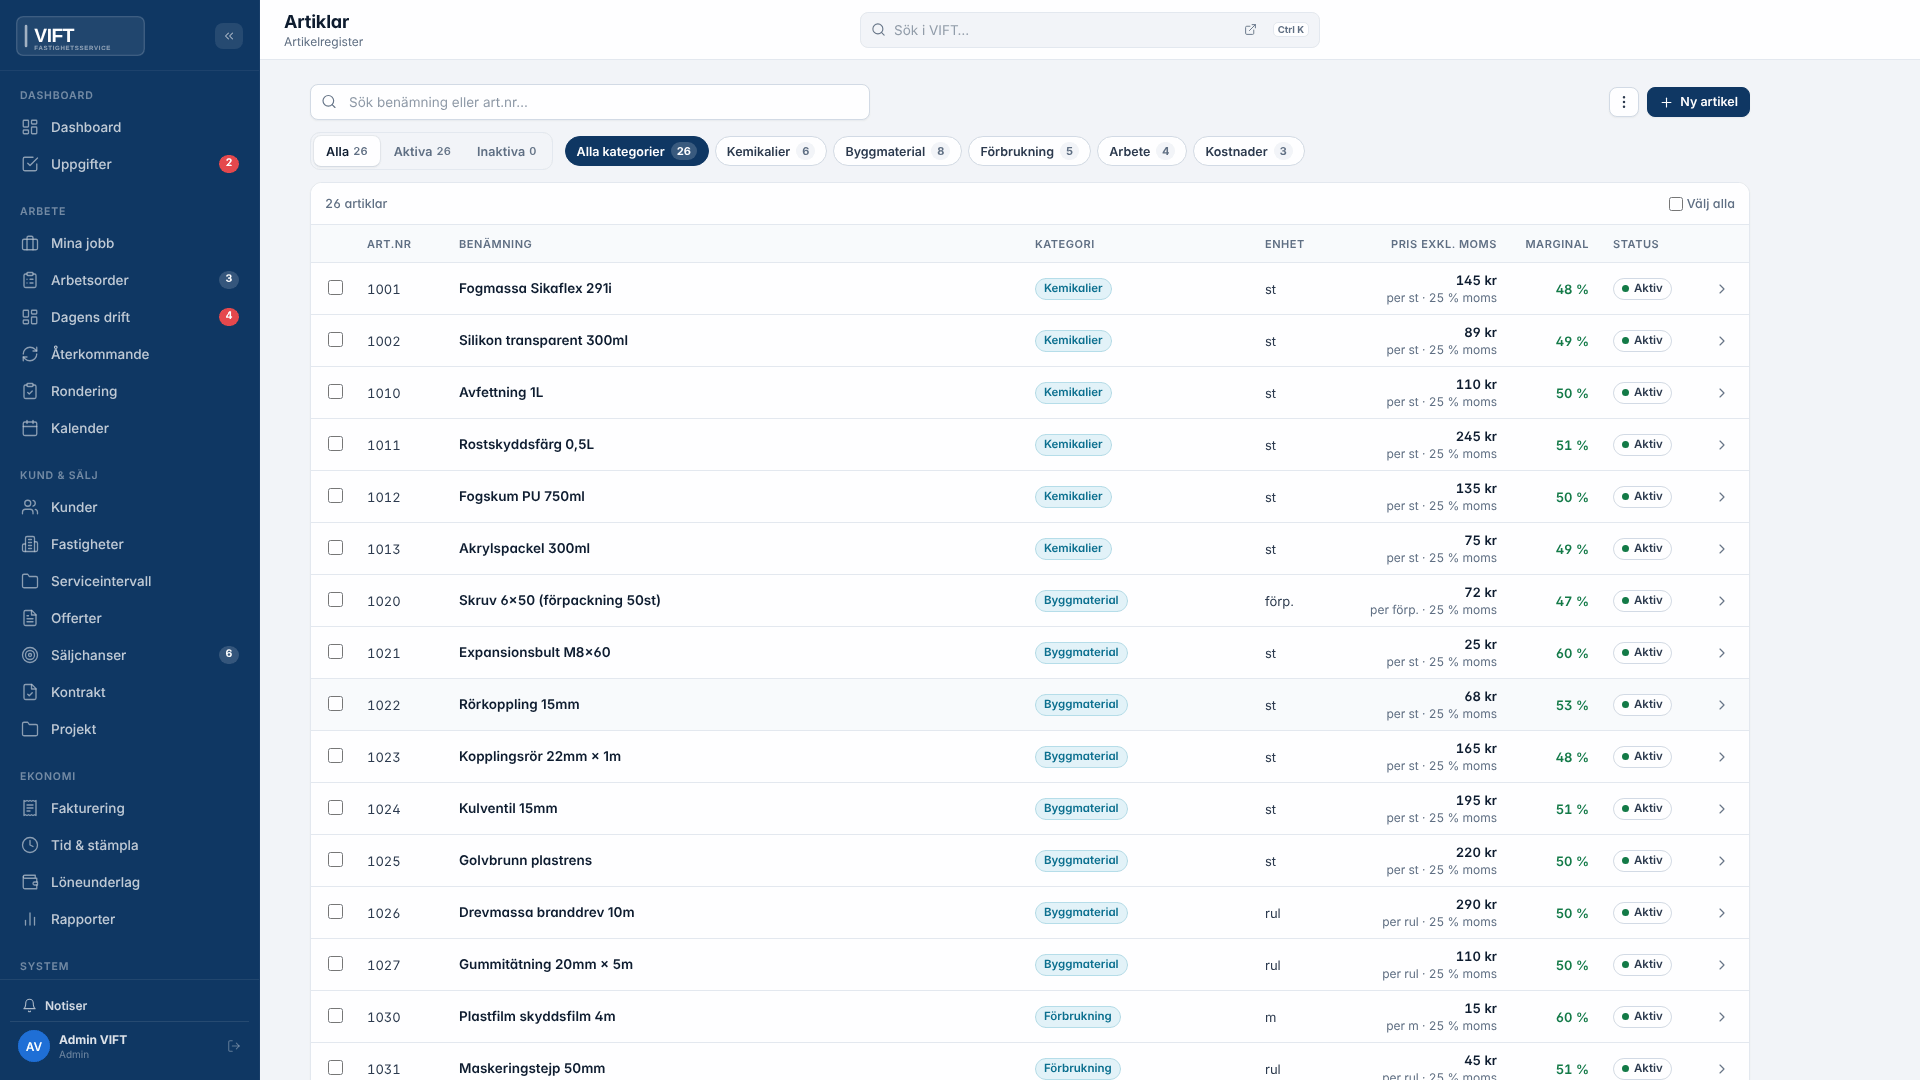 VIFT
FASTIGHETSSERVICE
DASHBOARD
Dashboard
Uppgifter 2
ARBETE
Mina jobb
Arbetsorder 3
Dagens drift 4
Återkommande
Rondering
Kalender
KUND & SÄLJ
Kunder
Fastigheter
Serviceintervall
Offerter
Säljchanser 6
Kontrakt
Projekt
EKONOMI
Fakturering
Tid & stämpla
Löneunderlag
Rapporter
SYSTEM
Notiser
AV Admin VIFT
Admin
Artiklar
Artikelregister
Sök i VIFT... Ctrl K
Sök benämning eller art.nr...
Ny artikel
Alla 26 Aktiva 26 Inaktiva 0 Alla kategorier 26 Kemikalier 6 Byggmaterial 8 Förbrukning 5 Arbete 4 Kostnader 3
26 artiklar Välj alla
ART.NR BENÄMNING KATEGORI ENHET PRIS EXKL. MOMS MARGINAL STATUS
1001 Fogmassa Sikaflex 291i Kemikalier st 145 kr 48 % Aktiv
per st · 25 % moms
1002 Silikon transparent 300ml Kemikalier st 89 kr 49 % Aktiv
per st · 25 % moms
1010 Avfettning 1L Kemikalier st 110 kr 50 % Aktiv
per st · 25 % moms
1011 Rostskyddsfärg 0,5L Kemikalier st 245 kr 51 % Aktiv
per st · 25 % moms
1012 Fogskum PU 750ml Kemikalier st 135 kr 50 % Aktiv
per st · 25 % moms
1013 Akrylspackel 300ml Kemikalier st 75 kr 49 % Aktiv
per st · 25 % moms
1020 Skruv 6×50 (förpackning 50st) Byggmaterial förp. 72 kr 47 % Aktiv
per förp. · 25 % moms
1021 Expansionsbult M8×60 Byggmaterial st 25 kr 60 % Aktiv
per st · 25 % moms
1022 Rörkoppling 15mm Byggmaterial st 68 kr 53 % Aktiv
per st · 25 % moms
1023 Kopplingsrör 22mm × 1m Byggmaterial st 165 kr 48 % Aktiv
per st · 25 % moms
1024 Kulventil 15mm Byggmaterial st 195 kr 51 % Aktiv
per st · 25 % moms
1025 Golvbrunn plastrens Byggmaterial st 220 kr 50 % Aktiv
per st · 25 % moms
1026 Drevmassa branddrev 10m Byggmaterial rul 290 kr 50 % Aktiv
per rul · 25 % moms
1027 Gummitätning 20mm × 5m Byggmaterial rul 110 kr 50 % Aktiv
per rul · 25 % moms
1030 Plastfilm skyddsfilm 4m Förbrukning m 15 kr 60 % Aktiv
per m · 25 % moms
1031 Maskeringstejp 50mm Förbrukning rul 45 kr 51 % Aktiv
per rul · 25 % moms